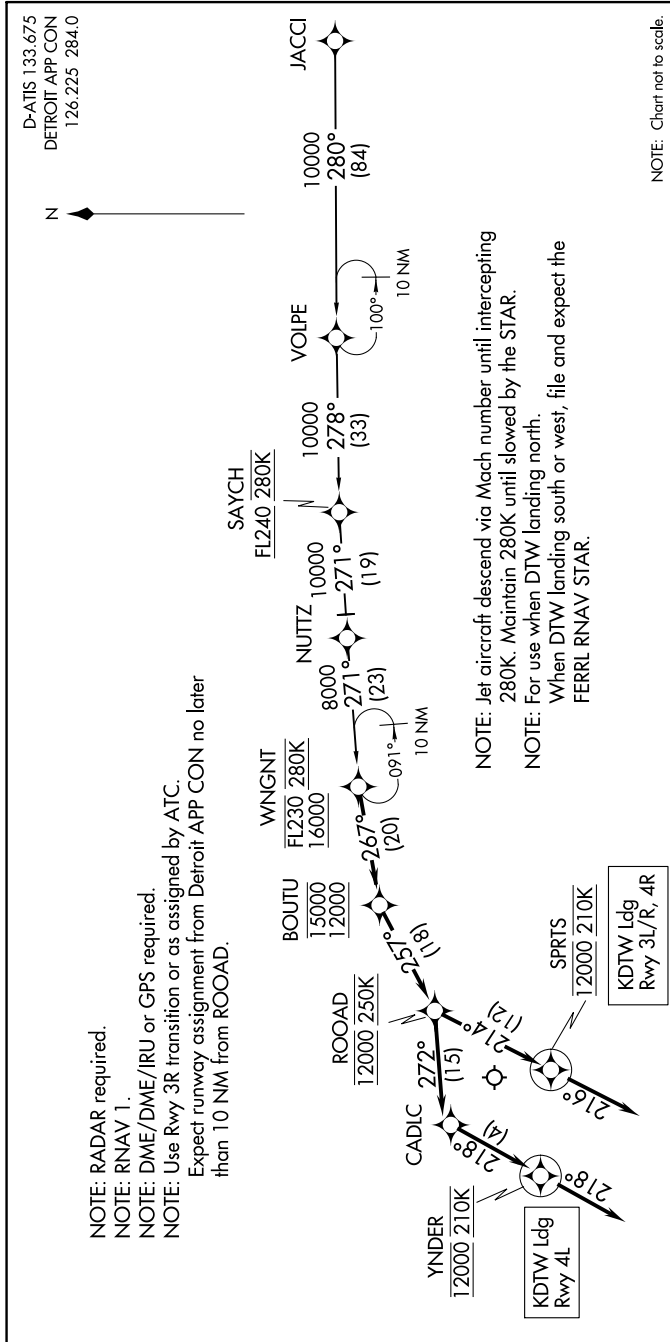 D-ATIS 133.675
DETROIT APP CON
126.225 284.0
N
NOTE: RADAR required.
NOTE: RNAV 1.
NOTE: DME/DME/IRU or GPS required.
NOTE: Use Rwy 3R transition or as assigned by ATC.
Expect runway assignment from Detroit APP CON no later
than 10 NM from ROOAD.
JACCI
10000
280°
(84)
VOLPE
100°
10 NM
10000
278°
(33)
SAYCH
FL240 280K
10000
271°
(19)
NUTTZ
8000
271°
(23)
WNGNT
FL230 280K
16000
091°
10 NM
267°
(20)
BOUTU
15000
12000
257°
(18)
ROOAD
12000 250K
272°
(15)
214°
(12)
CADLC
218°
(4)
YNDER
12000 210K
218°
KDTW Ldg
Rwy 4L
SPRTS
12000 210K
216°
KDTW Ldg
Rwy 3L/R, 4R
NOTE: Jet aircraft descend via Mach number until intercepting
280K. Maintain 280K until slowed by the STAR.
NOTE: For use when DTW landing north.
When DTW landing south or west, file and expect the
FERRL RNAV STAR.
NOTE: Chart not to scale.